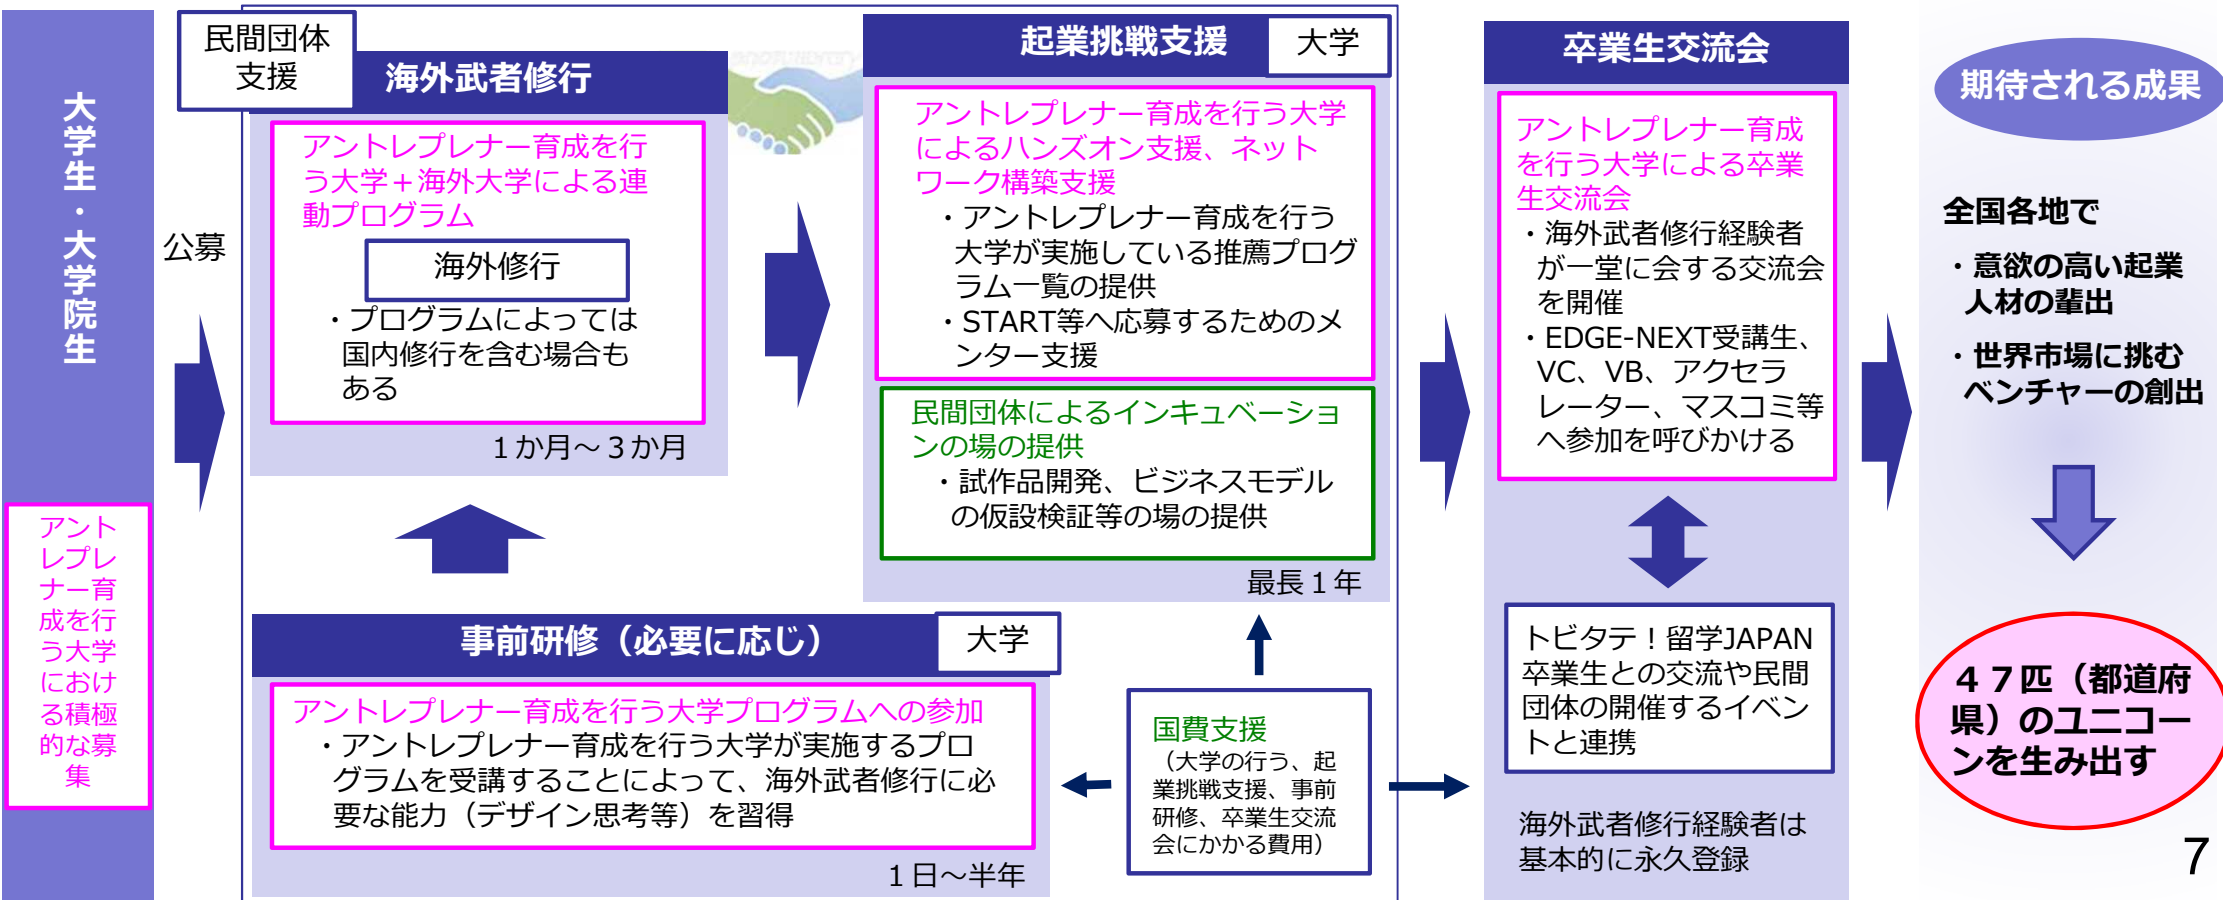 大学生・大学院生
アント
レプレ
ナー育
成を行
う大学
におけ
る積極
的な募
集
公募
民間団体
支援
海外武者修行
アントレプレナー育成を行
う大学＋海外大学による連
動プログラム
海外修行
・プログラムによっては
国内修行を含む場合も
ある
１か月～３か月
事前研修（必要に応じ）
大学
アントレプレナー育成を行う大学プログラムへの参加
・アントレプレナー育成を行う大学が実施するプロ
グラムを受講することによって、海外武者修行に必
要な能力（デザイン思考等）を習得
１日～半年
起業挑戦支援
大学
アントレプレナー育成を行う大学
によるハンズオン支援、ネット
ワーク構築支援
・アントレプレナー育成を行う
大学が実施している推薦プログ
ラム一覧の提供
・START等へ応募するためのメ
ンター支援
民間団体によるインキュベーショ
ンの場の提供
・試作品開発、ビジネスモデル
の仮設検証等の場の提供
最長１年
国費支援
（大学の行う、起
業挑戦支援、事前
研修、卒業生交流
会にかかる費用）
卒業生交流会
アントレプレナー育成
を行う大学による卒業
生交流会
・海外武者修行経験者
が一堂に会する交流会
を開催
・EDGE-NEXT受講生、
VC、VB、アクセラ
レーター、マスコミ等
へ参加を呼びかける
トビタテ！留学JAPAN
卒業生との交流や民間
団体の開催するイベン
トと連携
海外武者修行経験者は
基本的に永久登録
期待される成果
全国各地で
・意欲の高い起業
人材の輩出
・世界市場に挑む
ベンチャーの創出
４７匹（都道府
県）のユニコー
ンを生み出す
7